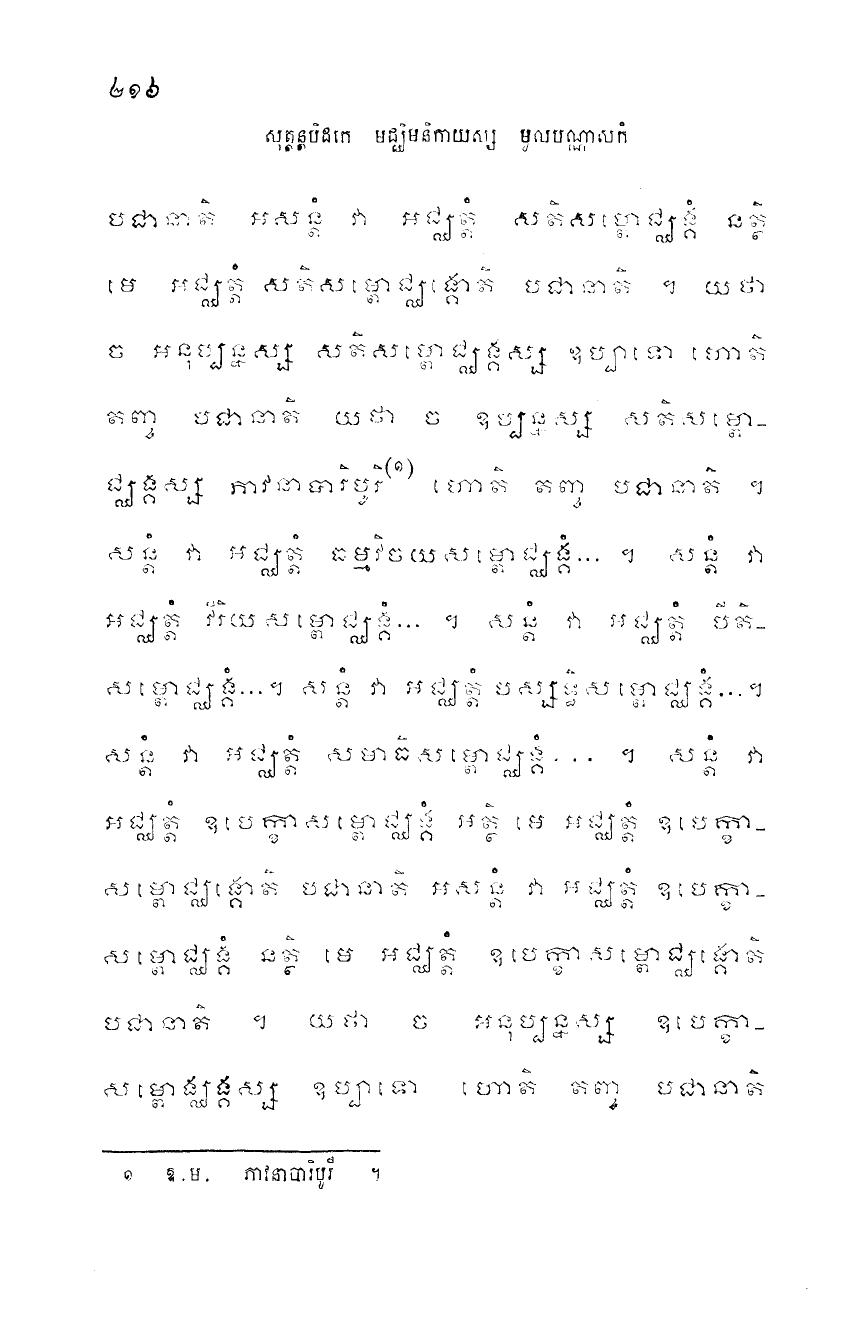 ៤១៦
សុត្តន្តបិដកេ មជ្ឈិមនិកាយស្ស មូលបណ្ណាសកំ
បជានាតិ អសន្តំ វា អជ្ឈត្តំ សតិសម្ពោជ្ឈង្គំ នត្ថិ
មេ អជ្ឈត្តំ សតិសម្ពោជ្ឈង្គោតិ បជានាតិ ។ យថា
ច អនុប្បន្នស្ស សតិសម្ពោជ្ឈង្គស្ស ឧប្បាទោ ហោតិ
តញ្ច បជានាតិ យថា ច ឧប្បន្នស្ស សតិសម្ពោ-
ជ្ឈង្គស្ស ភាវនាបារិបូរិ(១) ហោតិ តញ្ច បជានាតិ ។
សន្តំ វា អជ្ឈត្តំ ធម្មវិចយសម្ពោជ្ឈង្គំ... ។ សន្តំ វា
អជ្ឈត្តំ វីរិយសម្ពោជ្ឈង្គំ... ។ សន្តំ វា អជ្ឈត្តំ បីតិ-
សម្ពោជ្ឈង្គំ...។ សន្តំ វា អជ្ឈត្តំ បស្សទ្ធិសម្ពោជ្ឈង្គំ...។
សន្តំ វា អជ្ឈត្តំ សមាធិសម្ពោជ្ឈង្គំ... ។ សន្តំ វា
អជ្ឈត្តំ ឧបេក្ខាសម្ពោជ្ឈង្គំ អត្ថិ មេ អជ្ឈត្តំ ឧបេក្ខា-
សម្ពោជ្ឈង្គោតិ បជានាតិ អសន្តំ វា អជ្ឈត្តំ ឧបេក្ខា-
សម្ពោជ្ឈង្គំ នត្ថិ មេ អជ្ឈត្តំ ឧបេក្ខាសម្ពោជ្ឈង្គោតិ
បជានាតិ ។ យថា ច អនុប្បន្នស្ស ឧបេក្ខា-
សម្ពោជ្ឈង្គស្ស ឧប្បាទោ ហោតិ តញ្ច បជានាតិ
១ ឱ.ម. ភាវនាបារិបូរី ។